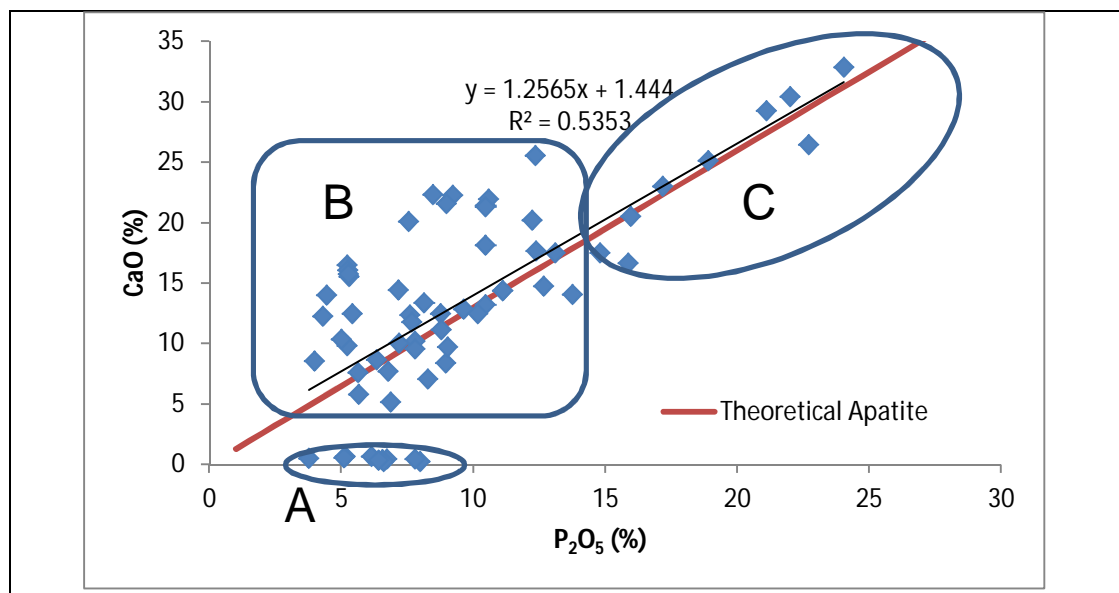 35
30
25
20
15
10
5
0
CaO (%)
y = 1.2565x + 1.444
R² = 0.5353
B
C
A
Theoretical Apatite
0 5 10 15 20 25 30
P₂O₅ (%)